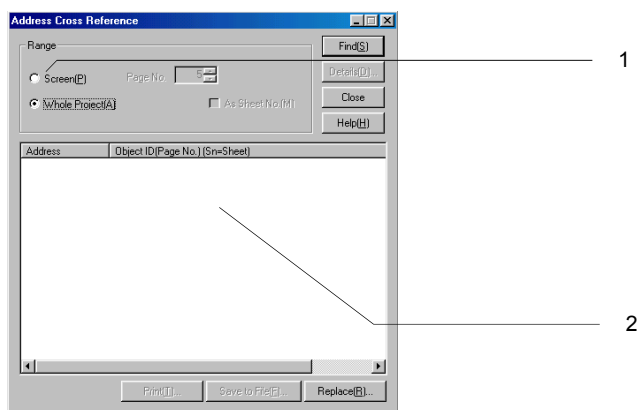 Address Cross Reference
Range
Find(S)
Screen(P) Page No. 5
Details(D)...
Whole Project(A) As Sheet No.(M)
Close
Help(H)
Address Object ID(Page No.) (Sn=Sheet)
Print(T)... Save to File(F)... Replace(R)...
1
2